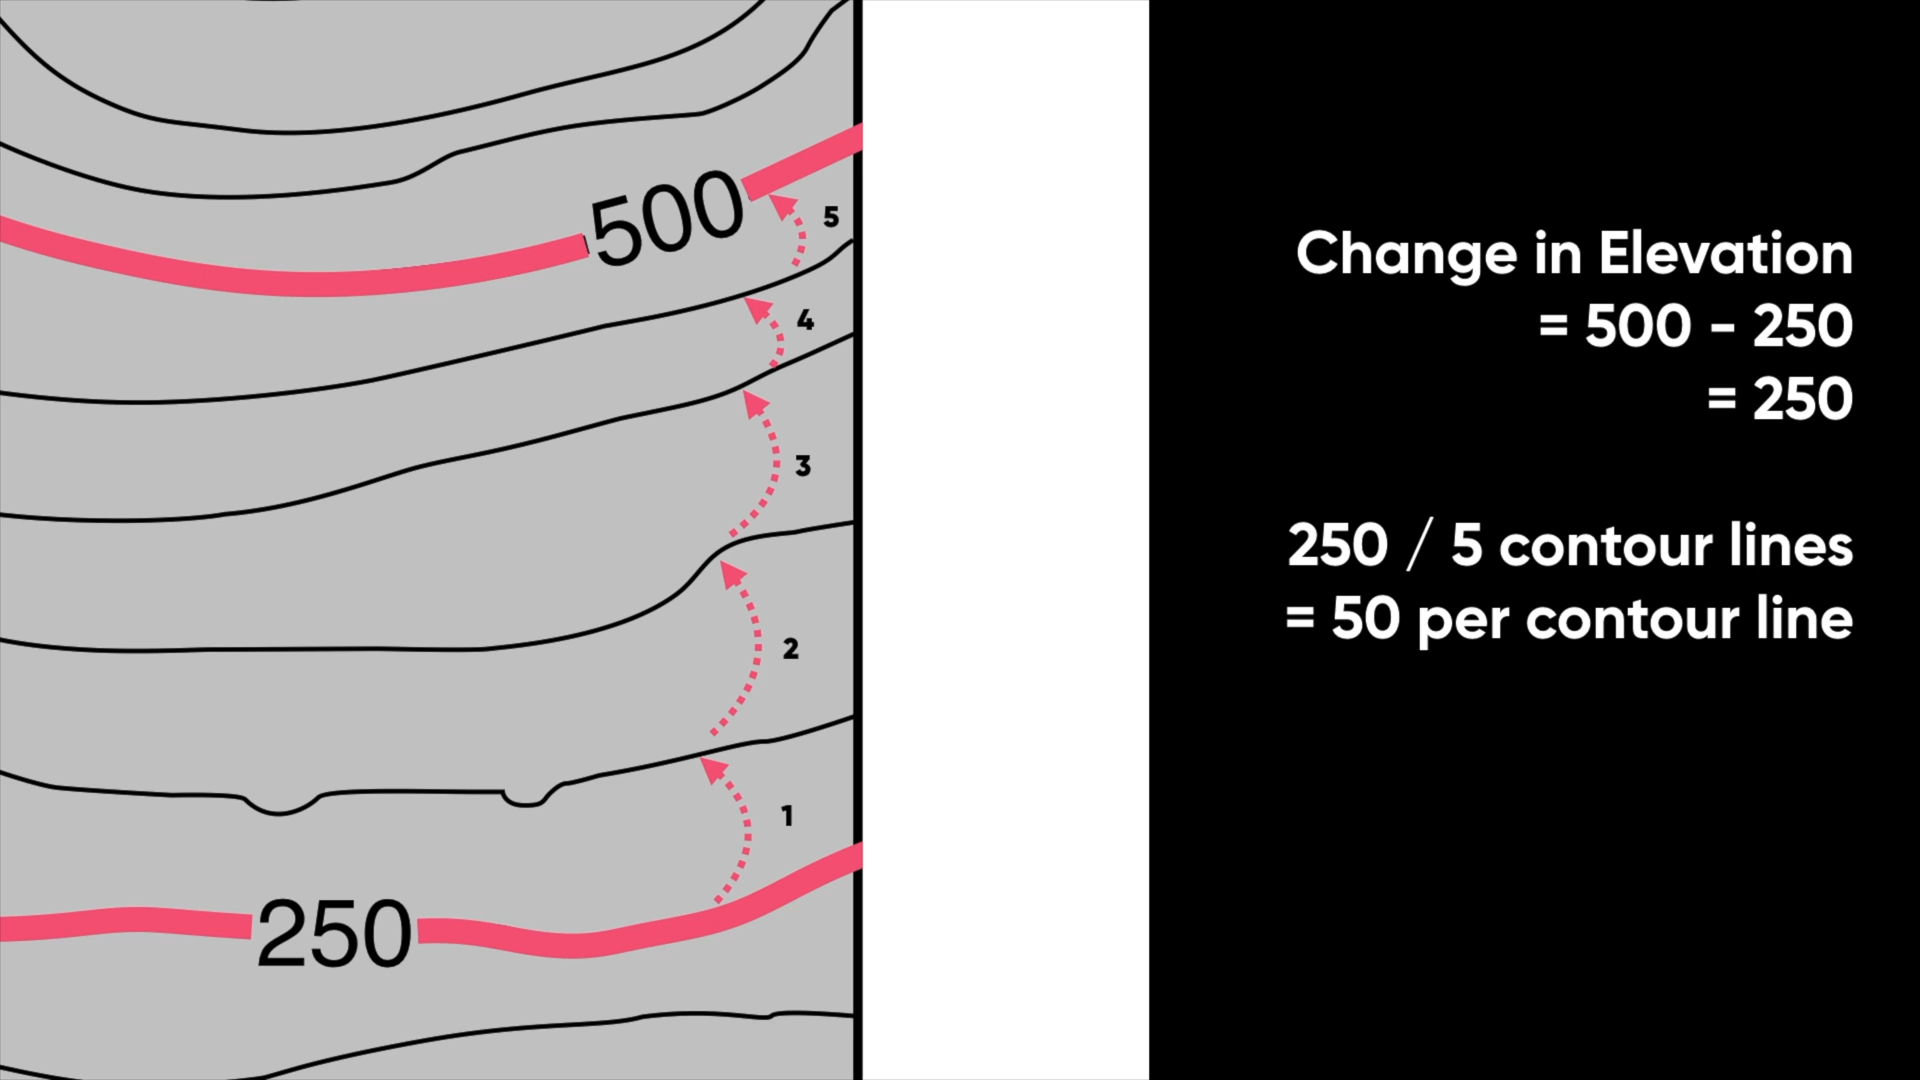 500
5
4
3
2
1
250
Change in Elevation
= 500 - 250
= 250
250 / 5 contour lines
= 50 per contour line